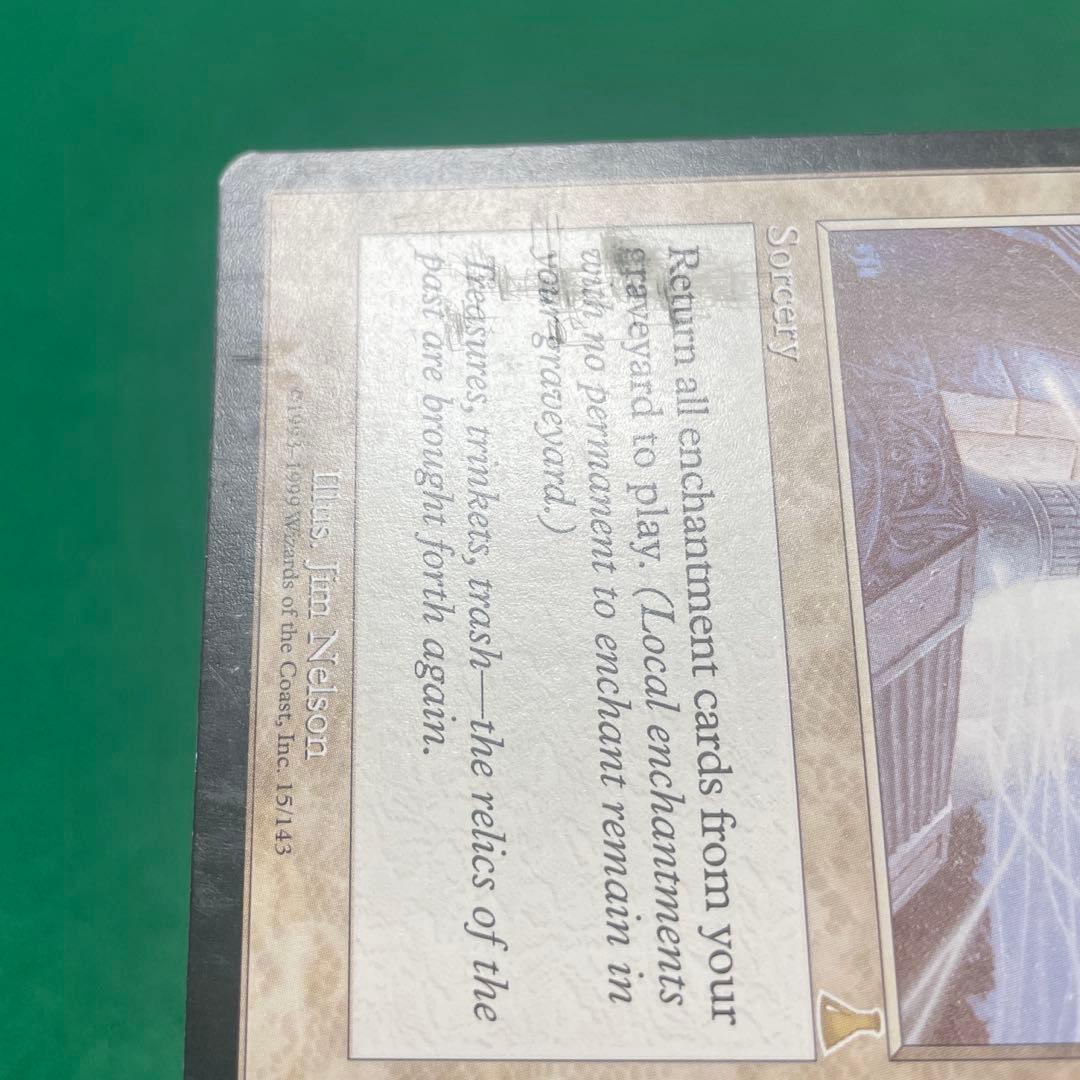 Sorcery
Return all enchantment cards from your
graveyard to play. (Local enchantments
with no permanent to enchant remain in
your graveyard.)
Treasures, trinkets, trash—the relics of the
past are brought forth again.
Illus. Jim Nelson
©1993–1999 Wizards of the Coast, Inc. 15/143